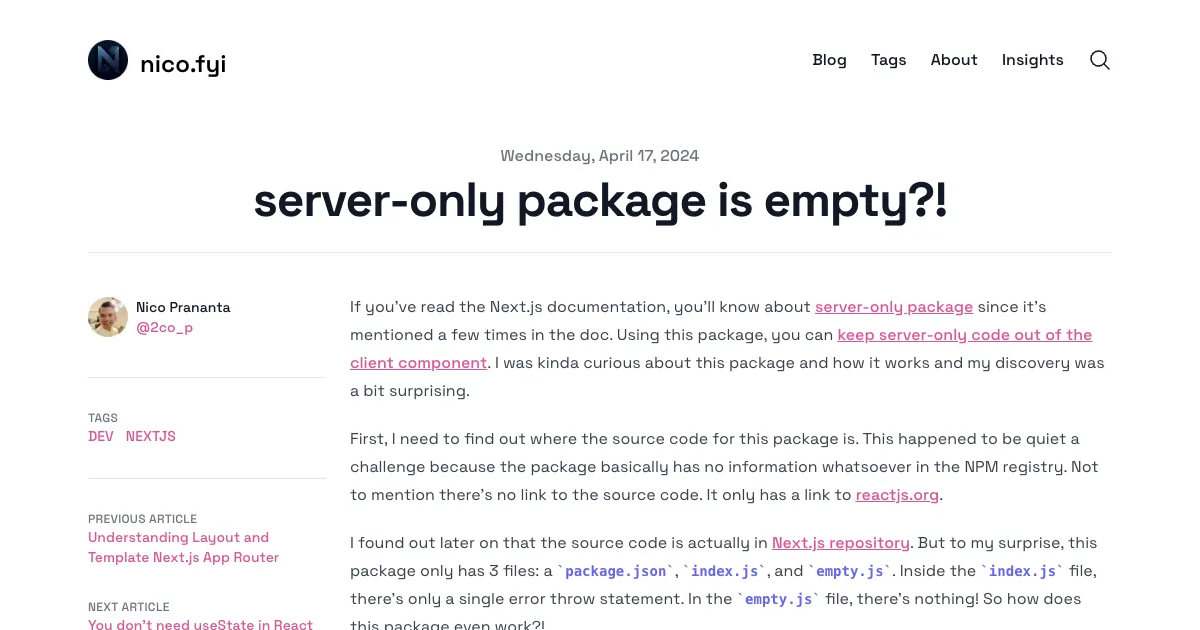 nico.fyi
Blog Tags About Insights
Wednesday, April 17, 2024
server-only package is empty?!
Nico Prananta
@2co_p
TAGS
DEV NEXTJS
PREVIOUS ARTICLE
Understanding Layout and
Template Next.js App Router
NEXT ARTICLE
You don't need useState in React
If you've read the Next.js documentation, you'll know about server-only package since it's
mentioned a few times in the doc. Using this package, you can keep server-only code out of the
client component. I was kinda curious about this package and how it works and my discovery was
a bit surprising.
First, I need to find out where the source code for this package is. This happened to be quiet a
challenge because the package basically has no information whatsoever in the NPM registry. Not
to mention there's no link to the source code. It only has a link to reactjs.org.
I found out later on that the source code is actually in Next.js repository. But to my surprise, this
package only has 3 files: a `package.json`, `index.js`, and `empty.js`. Inside the `index.js` file,
there's only a single error throw statement. In the `empty.js` file, there's nothing! So how does
this package even work?!